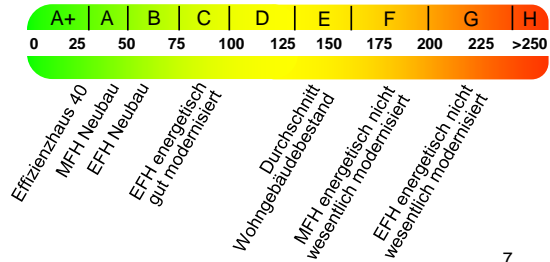 A+ A B C D E F G H
0 25 50 75 100 125 150 175 200 225 >250
Effizienzhaus 40
MFH Neubau
EFH Neubau
EFH energetisch
gut modernisiert
Durchschnitt
Wohngebäudebestand
MFH energetisch nicht
wesentlich modernisiert
EFH energetisch nicht
wesentlich modernisiert
7